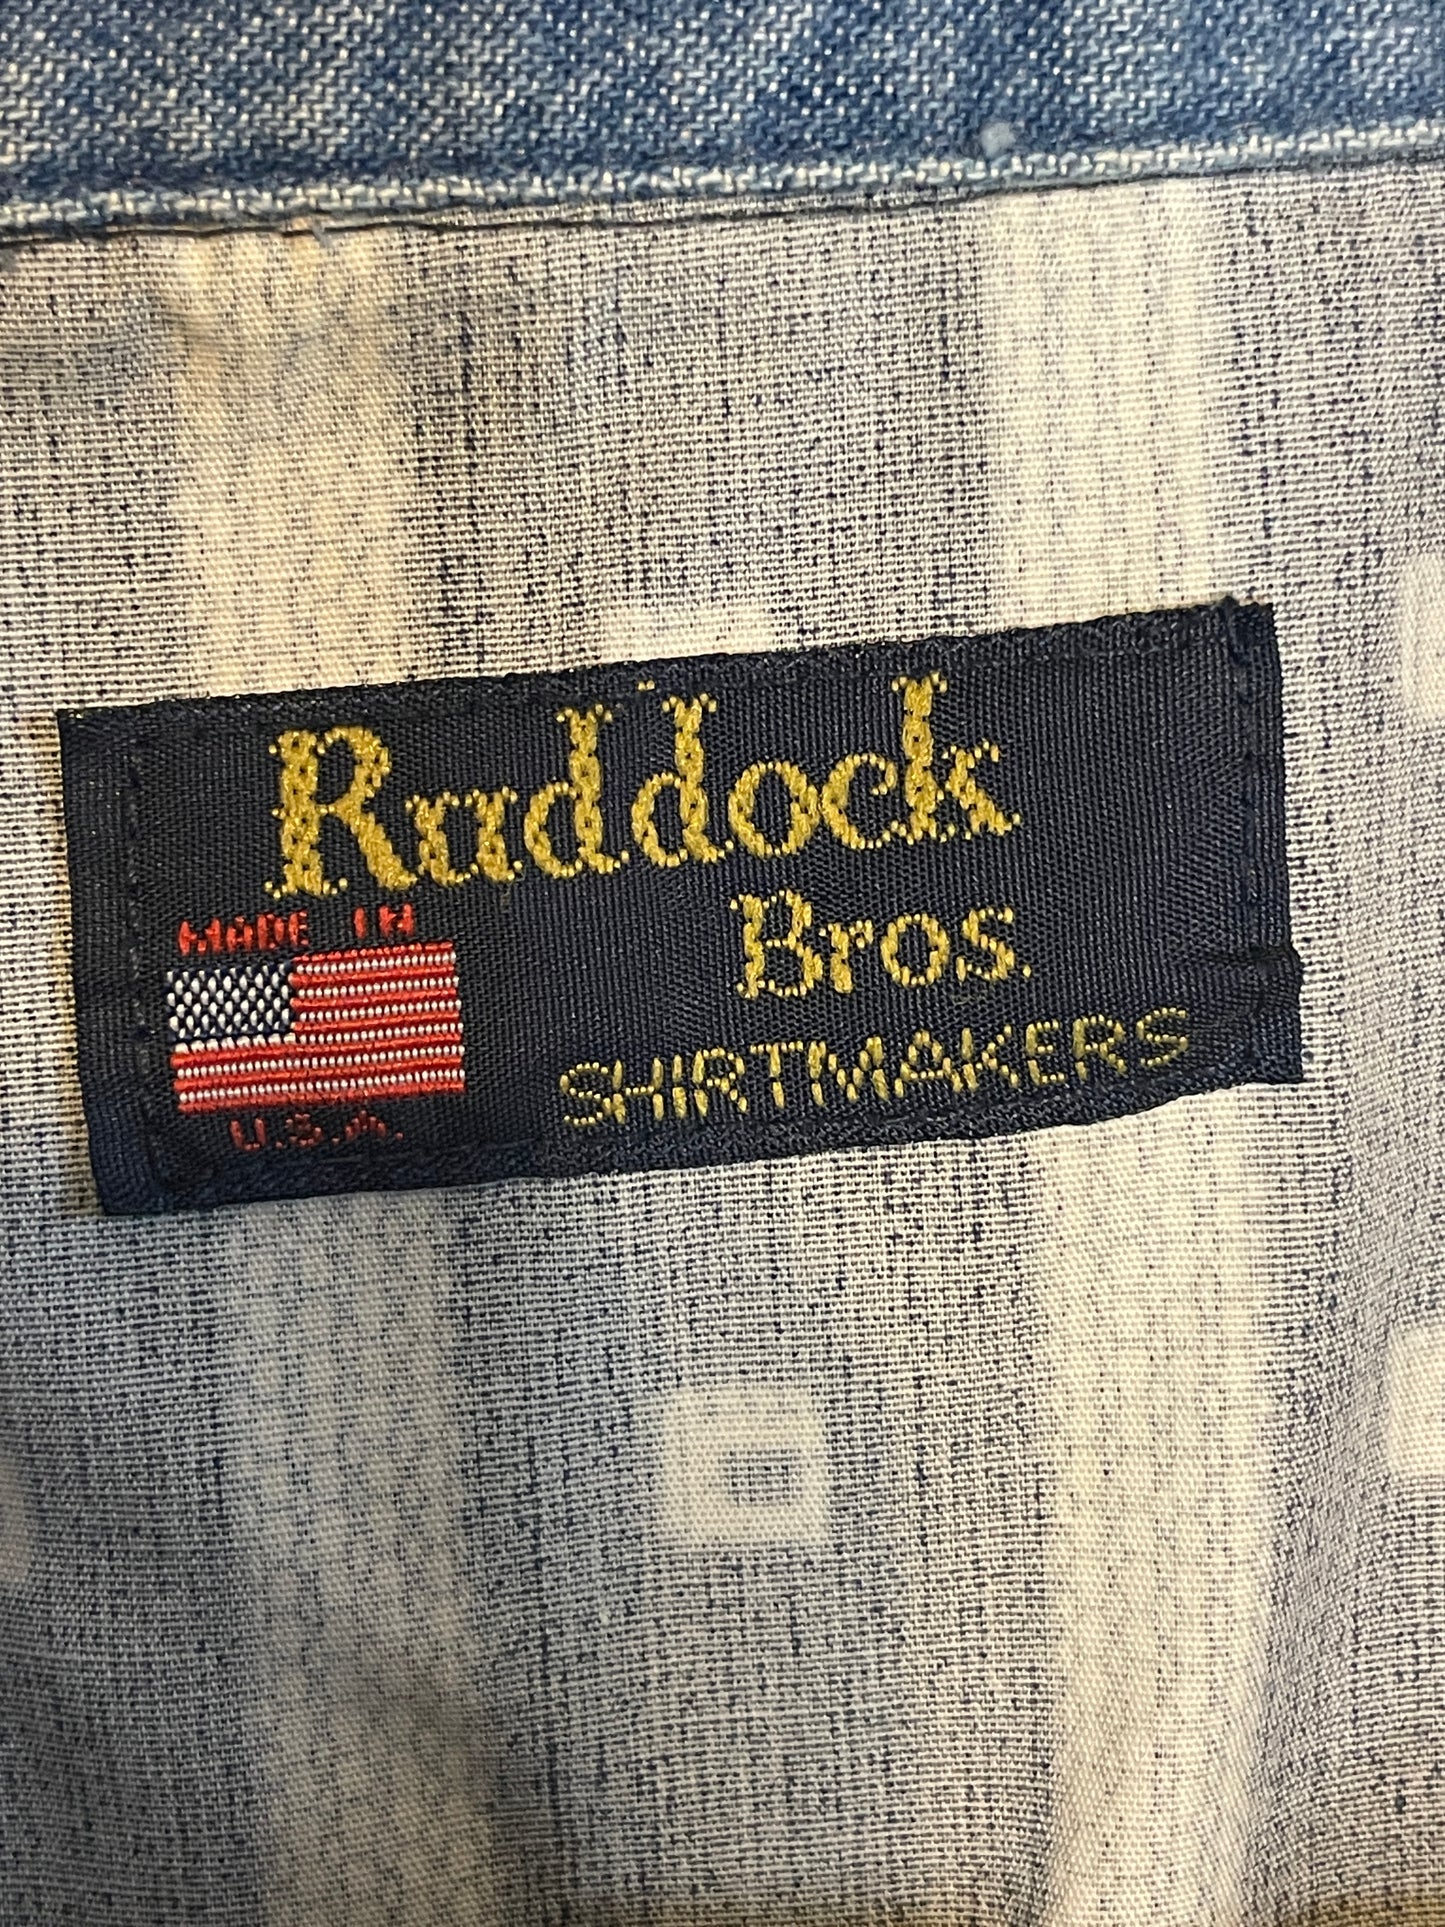 Ruddock
Bros.
SHIRTMAKERS
MADE IN
U.S.A.